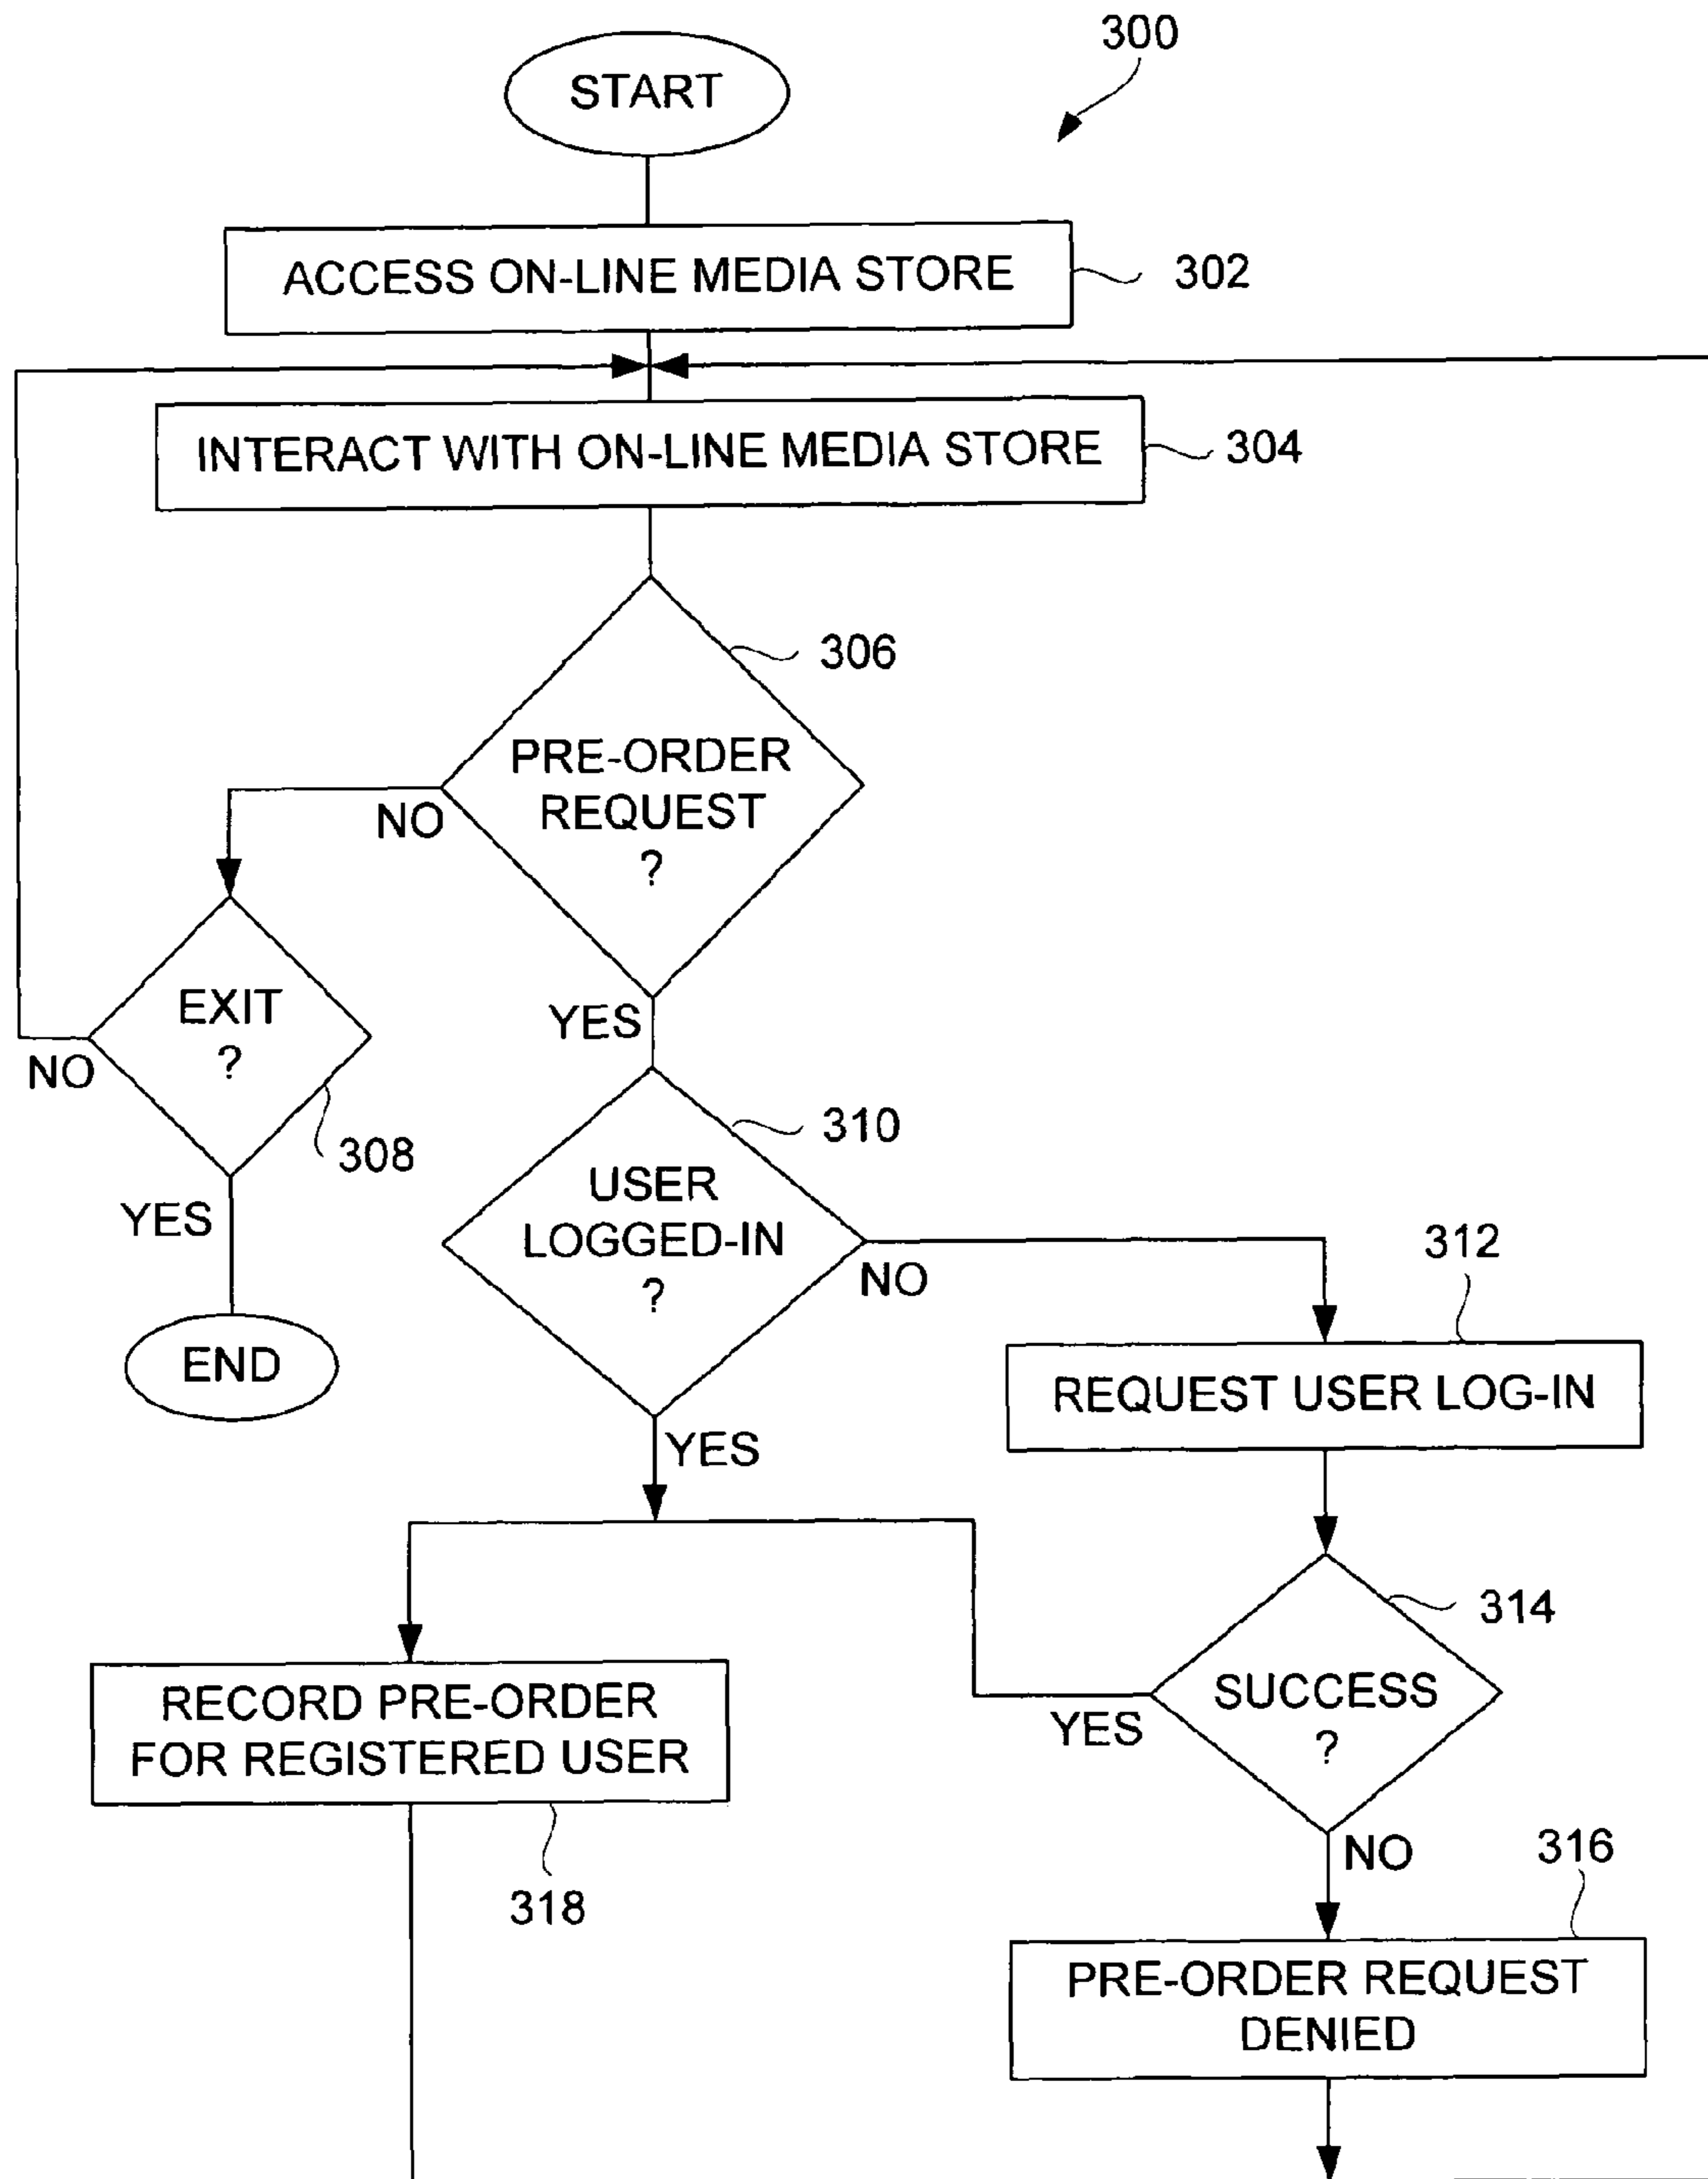 300
START
ACCESS ON-LINE MEDIA STORE
302
INTERACT WITH ON-LINE MEDIA STORE
304
306
PRE-ORDER
REQUEST
?
NO
EXIT
?
NO
YES
308
310
YES
USER
LOGGED-IN
?
NO
312
END
REQUEST USER LOG-IN
YES
314
SUCCESS
?
YES
RECORD PRE-ORDER
FOR REGISTERED USER
318
NO
316
PRE-ORDER REQUEST
DENIED